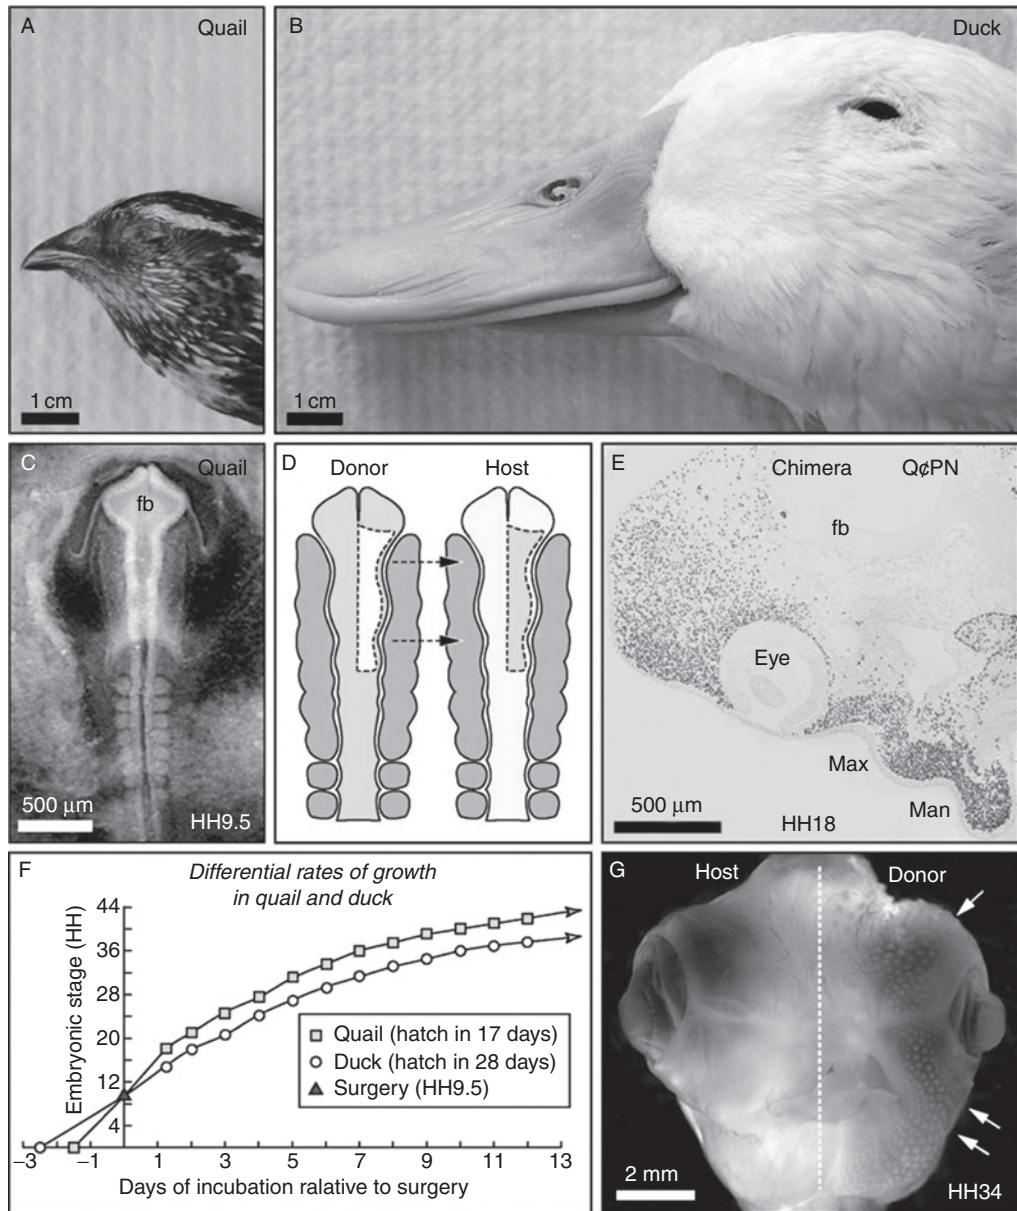 A
Quail
1 cm
B
Duck
1 cm
C
Quail
fb
500 μm
HH9.5
D
Donor
Host
E
Chimera
Q¢PN
fb
Eye
Max
Man
500 μm
HH18
F
Differential rates of growth
in quail and duck
Embryonic stage (HH)
44
36
28
20
12
4
Quail (hatch in 17 days)
Duck (hatch in 28 days)
Surgery (HH9.5)
−3
−1
1
3
5
7
9
11
13
Days of incubation ralative to surgery
G
Host
Donor
2 mm
HH34